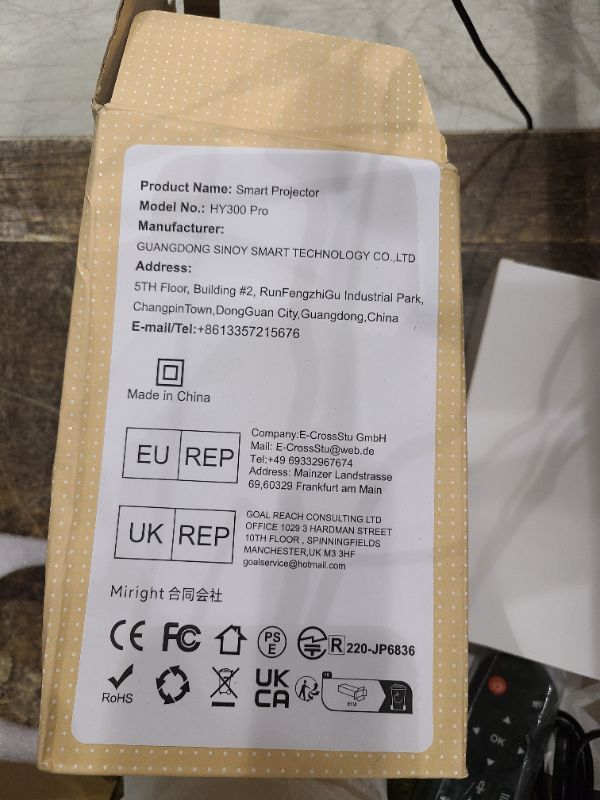 Product Name: Smart Projector
Model No.: HY300 Pro
Manufacturer:
GUANGDONG SINOY SMART TECHNOLOGY CO.,LTD
Address:
5TH Floor, Building #2, RunFengzhiGu Industrial Park,
ChangpinTown,DongGuan City,Guangdong,China
E-mail/Tel:+8613357215676
Made in China
EU REP
Company:E-CrossStu GmbH
Mail: E-CrossStu@web.de
Tel:+49 69332967674
Address: Mainzer Landstrasse
69,60329 Frankfurt am Main
UK REP
GOAL REACH CONSULTING LTD
OFFICE 1029 3 HARDMAN STREET
10TH FLOOR , SPINNINGFIELDS
MANCHESTER,UK M3 3HF
goalservice@hotmail.com
Miright 合同会社
CE FC PS E R 220-JP6836
RoHS
UK
CA
OK